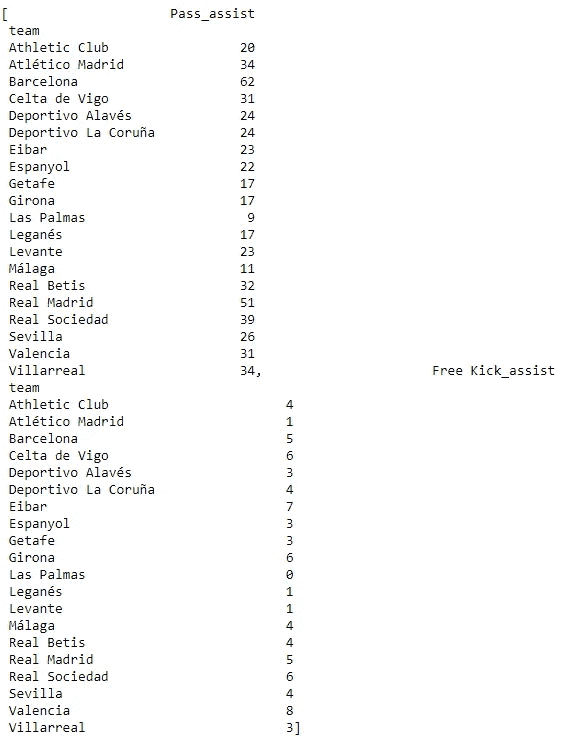 [ Pass_assist
team
Athletic Club 20
Atlético Madrid 34
Barcelona 62
Celta de Vigo 31
Deportivo Alavés 24
Deportivo La Coruña 24
Eibar 23
Espanyol 22
Getafe 17
Girona 17
Las Palmas 9
Leganés 17
Levante 23
Málaga 11
Real Betis 32
Real Madrid 51
Real Sociedad 39
Sevilla 26
Valencia 31
Villarreal 34, Free Kick_assist
team
Athletic Club 4
Atlético Madrid 1
Barcelona 5
Celta de Vigo 6
Deportivo Alavés 3
Deportivo La Coruña 4
Eibar 7
Espanyol 3
Getafe 3
Girona 6
Las Palmas 0
Leganés 1
Levante 1
Málaga 4
Real Betis 4
Real Madrid 5
Real Sociedad 6
Sevilla 4
Valencia 8
Villarreal 3]